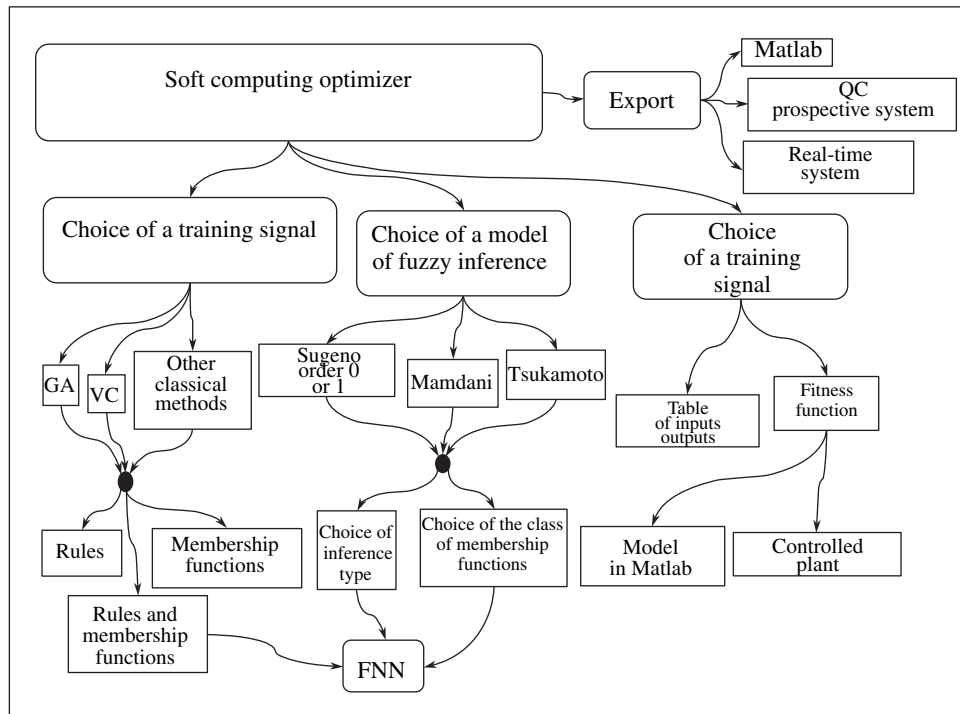 Soft computing optimizer
Export
Matlab
QC
prospective system
Real-time
system
Choice of a training signal
Choice of a model
of fuzzy inference
Choice
of a training
signal
GA
VC
Other
classical
methods
Sugeno
order 0
or 1
Mamdani
Tsukamoto
Table
of inputs
outputs
Fitness
function
Rules
Membership
functions
Rules and
membership
functions
Choice of
inference
type
Choice of the class
of membership
functions
FNN
Model
in Matlab
Controlled
plant